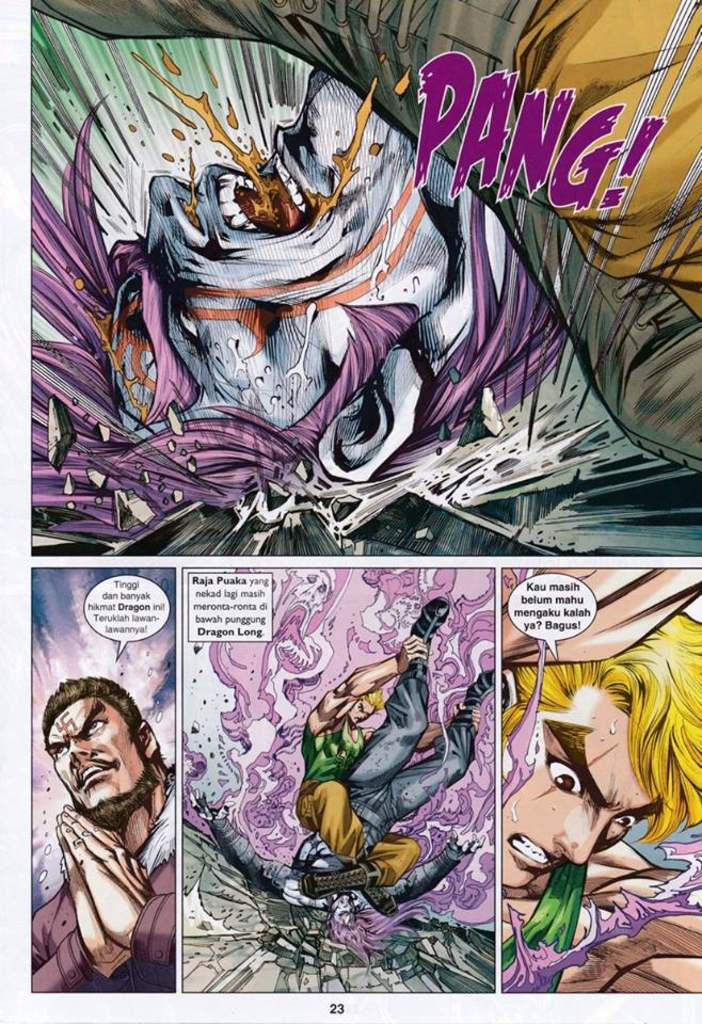 PANG!
Tinggi
dan banyak
hikmat Dragon ini!
Teruklah lawan-
lawannya!
Raja Puaka yang
nekad lagi masih
meronta-ronta di
bawah punggung
Dragon Long.
Kau masih
belum mahu
mengaku kalah
ya? Bagus!
23